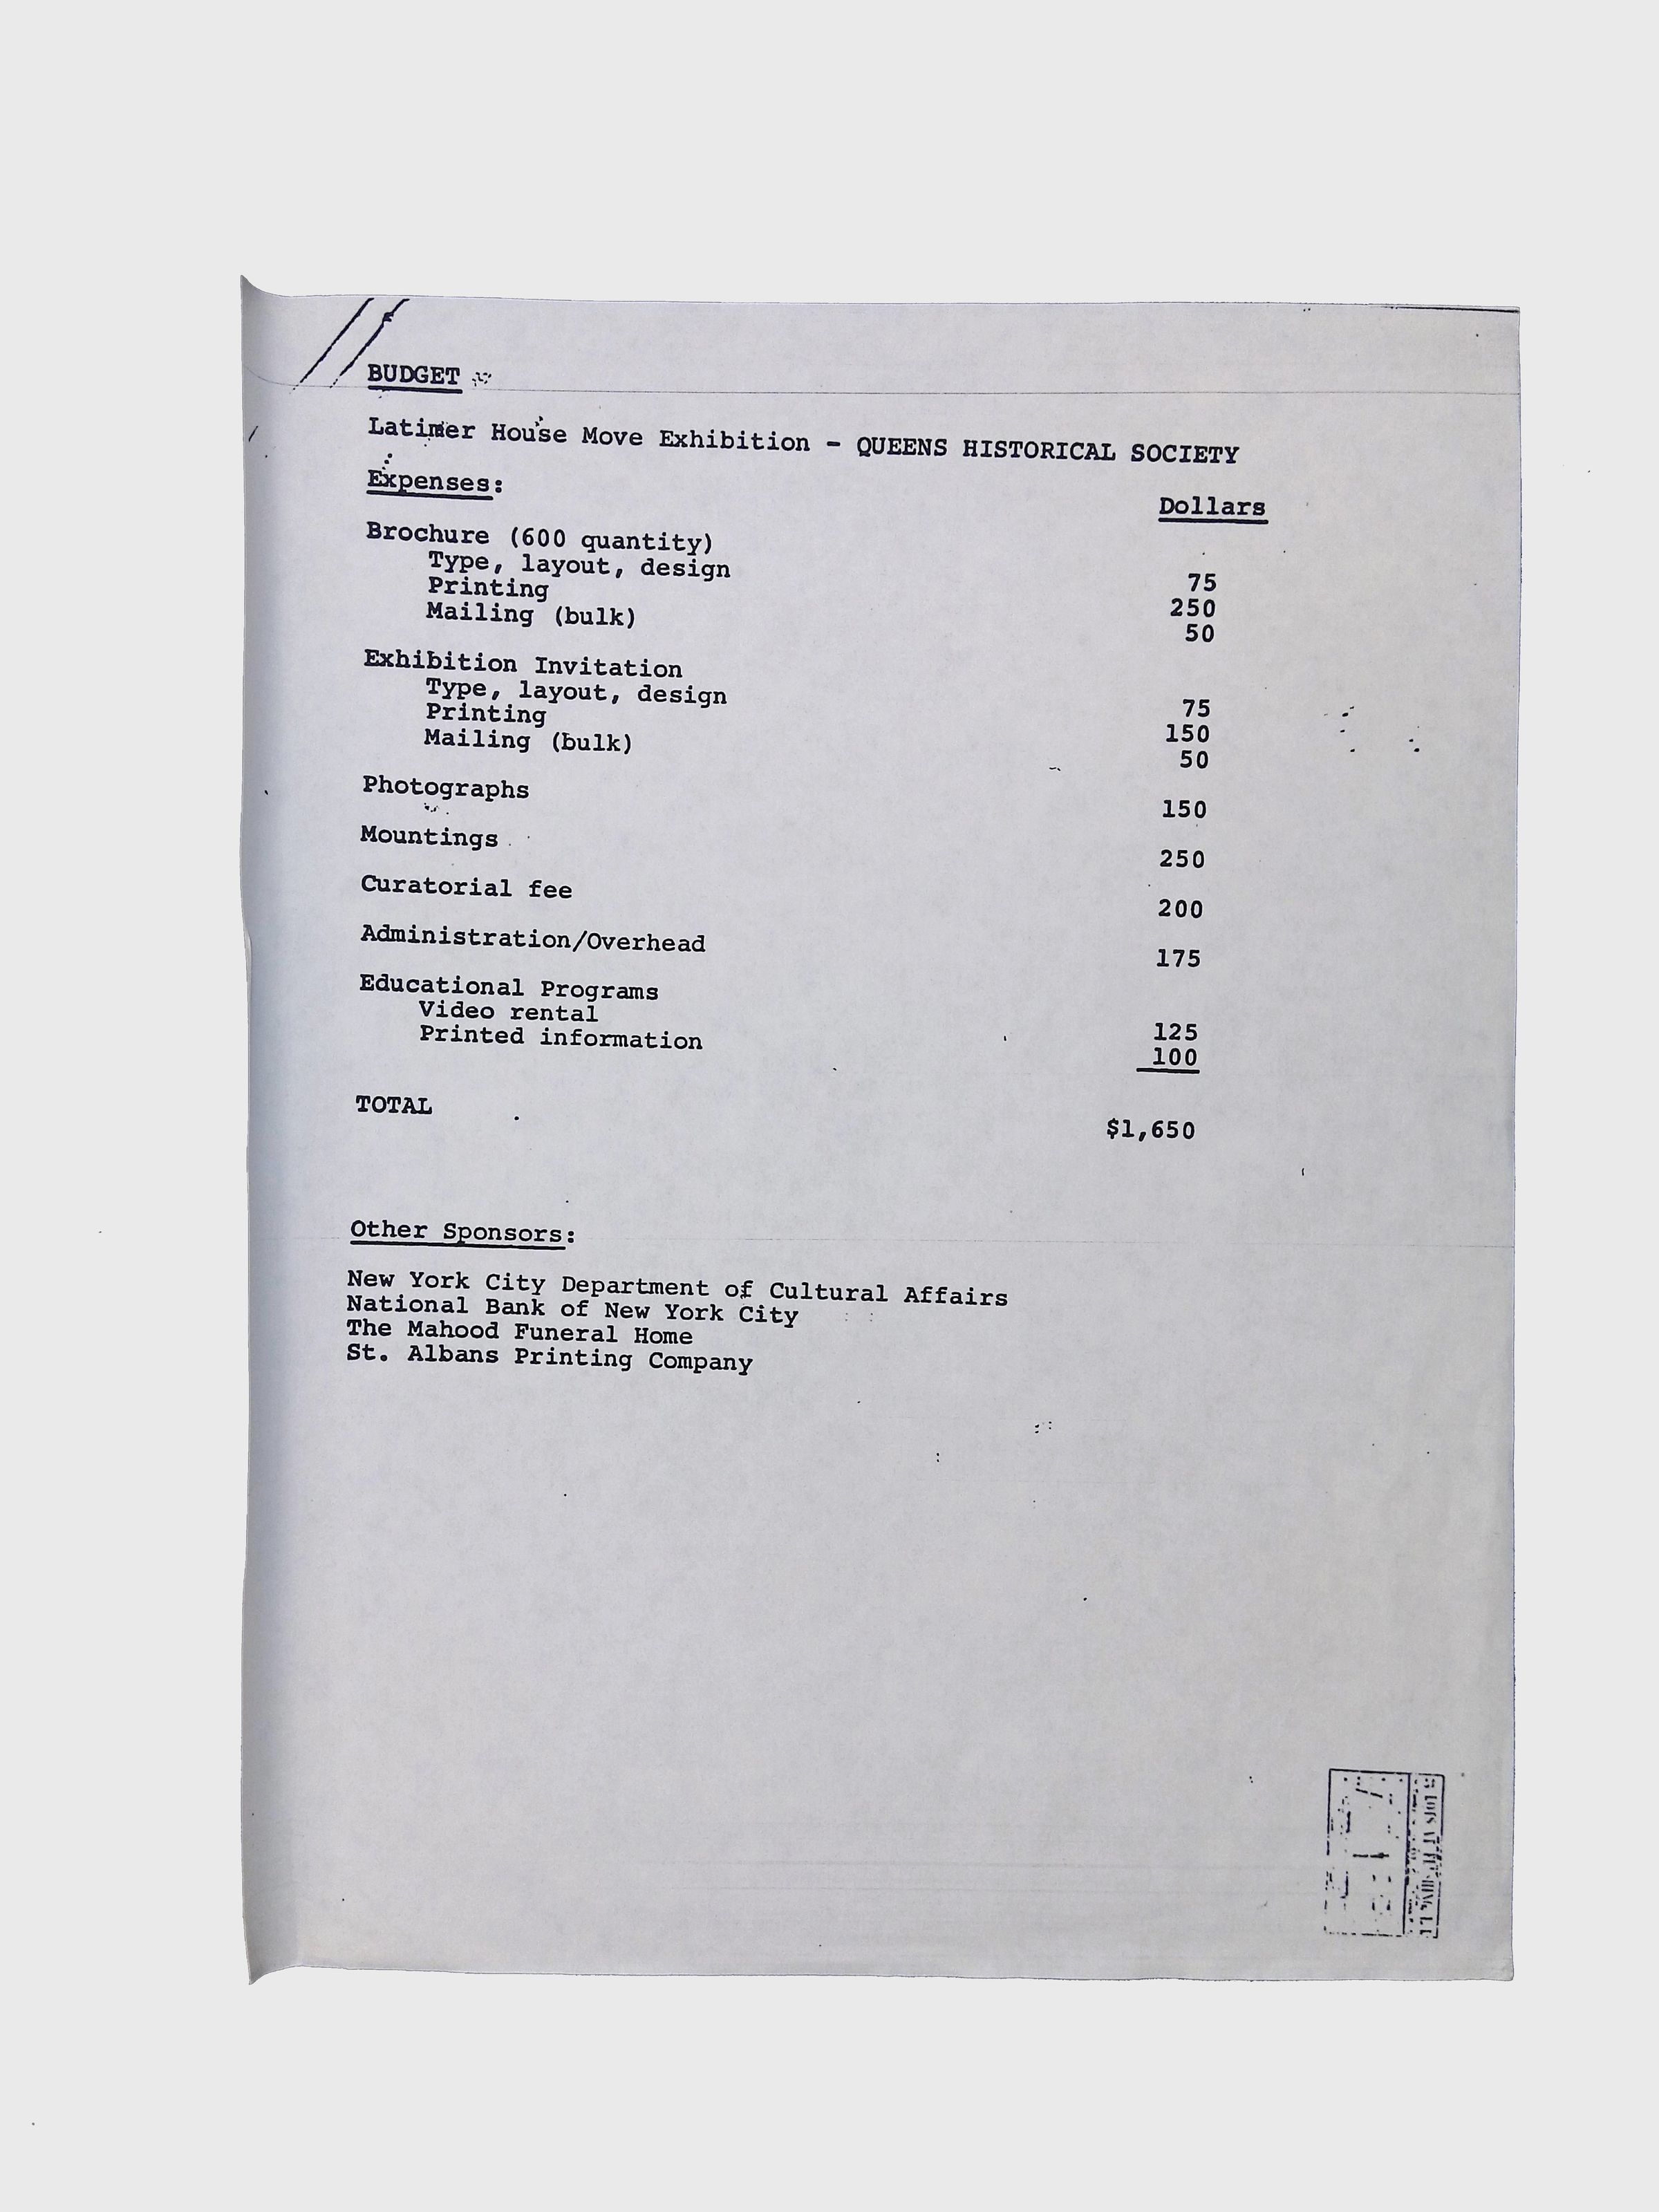 BUDGET
Latimer House Move Exhibition - QUEENS HISTORICAL SOCIETY
Expenses:
Dollars
Brochure (600 quantity)
Type, layout, design 75
Printing 250
Mailing (bulk) 50
Exhibition Invitation
Type, layout, design 75
Printing 150
Mailing (bulk) 50
Photographs 150
Mountings 250
Curatorial fee 200
Administration/Overhead 175
Educational Programs
Video rental 125
Printed information 100
TOTAL $1,650
Other Sponsors:
New York City Department of Cultural Affairs
National Bank of New York City
The Mahood Funeral Home
St. Albans Printing Company
LOTS AT